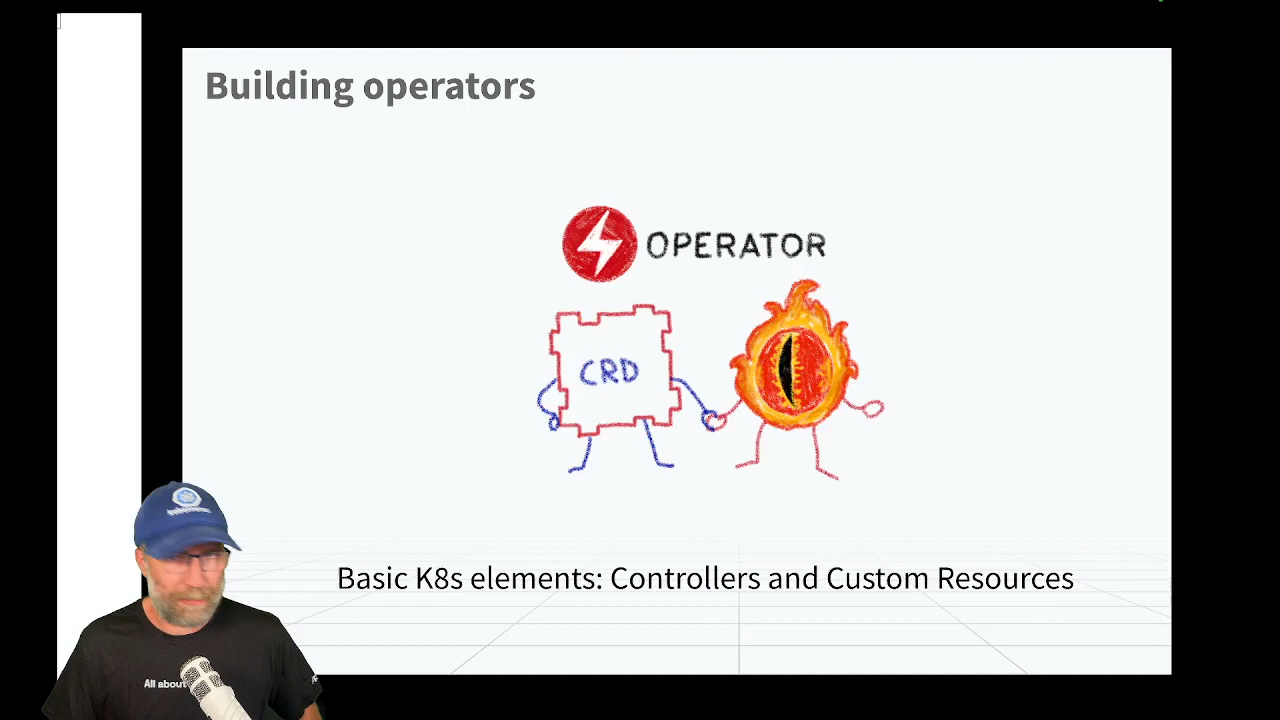 Building operators
OPERATOR
CRD
Basic K8s elements: Controllers and Custom Resources
All about